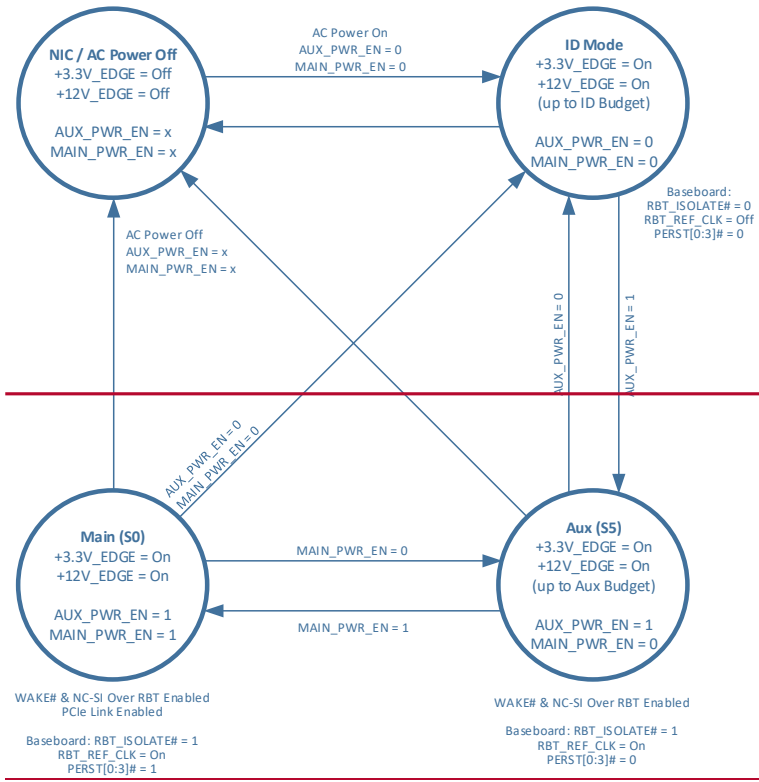 NIC / AC Power Off
+3.3V_EDGE = Off
+12V_EDGE = Off
AUX_PWR_EN = x
MAIN_PWR_EN = x
AC Power On
AUX_PWR_EN = 0
MAIN_PWR_EN = 0
ID Mode
+3.3V_EDGE = On
+12V_EDGE = On
(up to ID Budget)
AUX_PWR_EN = 0
MAIN_PWR_EN = 0
Baseboard:
RBT_ISOLATE# = 0
RBT_REF_CLK = Off
PERST[0:3]# = 0
AC Power Off
AUX_PWR_EN = x
MAIN_PWR_EN = x
AUX_PWR_EN = 0
AUX_PWR_EN = 1
AUX_PWR_EN = 0
MAIN_PWR_EN = 0
Main (S0)
+3.3V_EDGE = On
+12V_EDGE = On
AUX_PWR_EN = 1
MAIN_PWR_EN = 1
MAIN_PWR_EN = 0
MAIN_PWR_EN = 1
Aux (S5)
+3.3V_EDGE = On
+12V_EDGE = On
(up to Aux Budget)
AUX_PWR_EN = 1
MAIN_PWR_EN = 0
WAKE# & NC-SI Over RBT Enabled
PCIe Link Enabled
Baseboard: RBT_ISOLATE# = 1
RBT_REF_CLK = On
PERST[0:3]# = 1
WAKE# & NC-SI Over RBT Enabled
Baseboard: RBT_ISOLATE# = 1
RBT_REF_CLK = On
PERST[0:3]# = 0